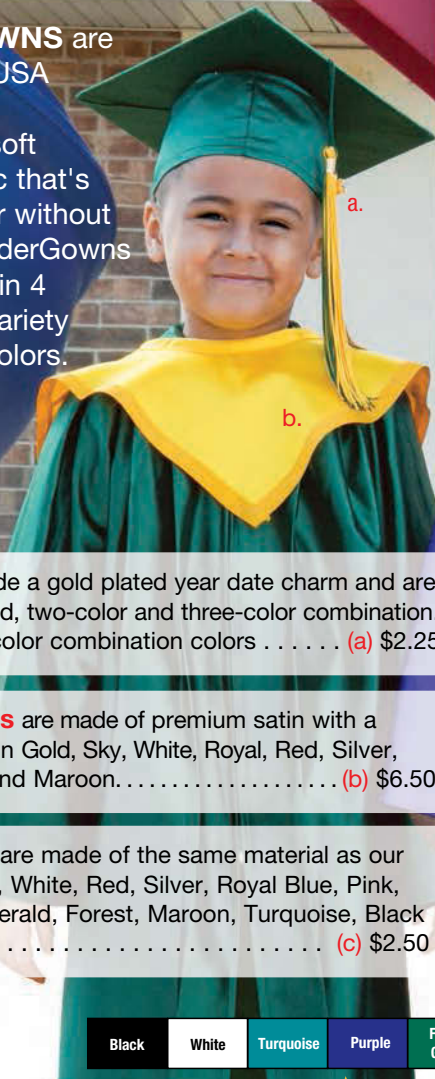 WNS are
USA
soft
that's
without
derGowns
in 4
ariety
olors.
a.
b.
de a gold plated year date charm and are
d, two-color and three-color combination
color combination colors . . . . . . (a) $2.25
s are made of premium satin with a
n Gold, Sky, White, Royal, Red, Silver,
nd Maroon. . . . . . . . . . . . . . . . . . . (b) $6.50
are made of the same material as our
, White, Red, Silver, Royal Blue, Pink,
erald, Forest, Maroon, Turquoise, Black
. . . . . . . . . . . . . . . . . . . . . . . . (c) $2.50
Black
White
Turquoise
Purple